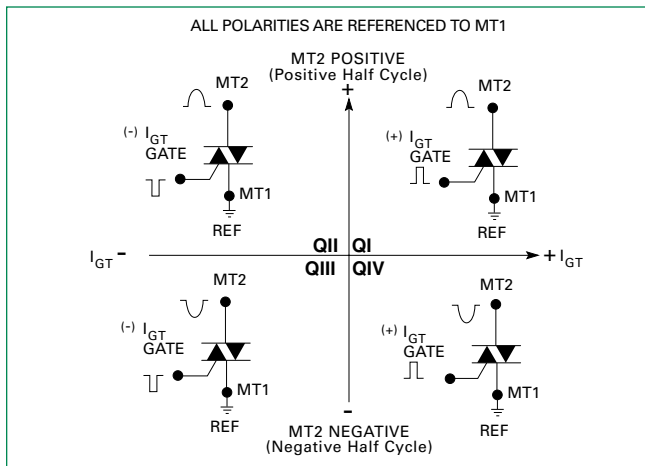 ALL POLARITIES ARE REFERENCED TO MT1
MT2 POSITIVE
(Positive Half Cycle)
+
MT2
(-) IGT
GATE
MT1
REF
MT2
(+) IGT
GATE
MT1
REF
IGT -
QII QI
QIII QIV
+ IGT
MT2
(-) IGT
GATE
MT1
REF
MT2
(+) IGT
GATE
MT1
REF
-
MT2 NEGATIVE
(Negative Half Cycle)